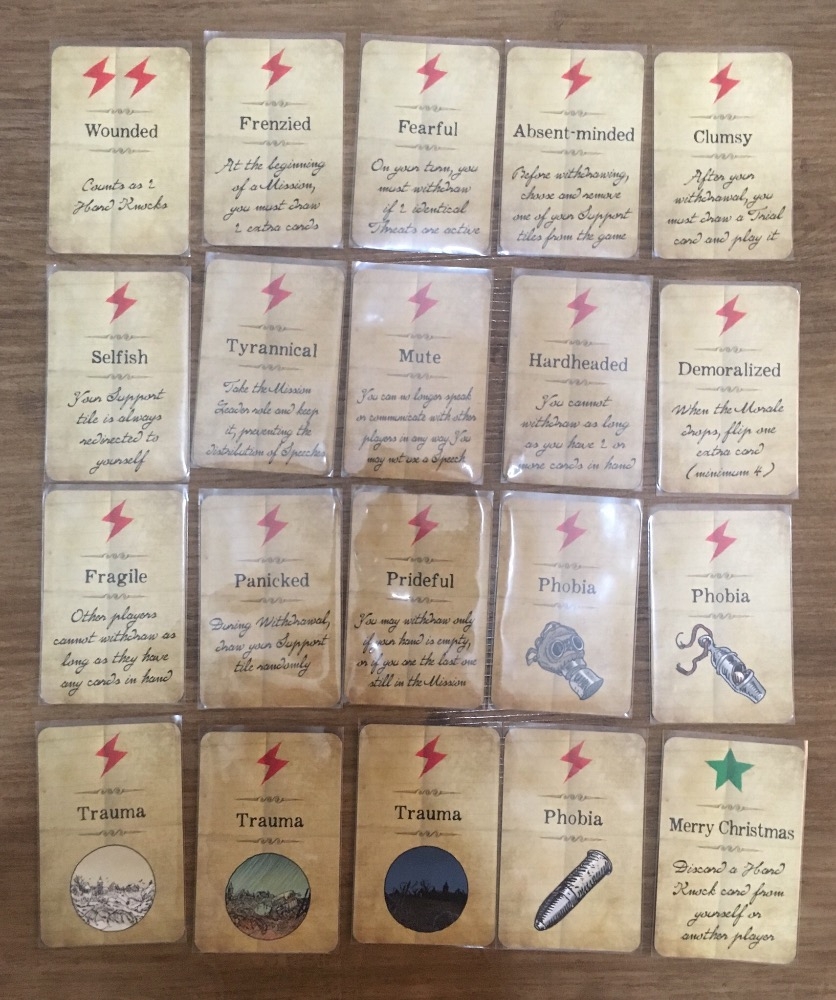 Wounded
Counts as 2
Hard Knocks
Frenzied
At the beginning
of a Mission,
you must draw
2 extra cards
Fearful
On your turn, you
must withdraw
if 2 identical
Threats are active
Absent-minded
Before withdrawing,
choose and remove
one of your Support
tiles from the game
Clumsy
After your
withdrawal, you
must draw a Trial
card and play it
Selfish
Your Support
tile is always
redirected to
yourself
Tyrannical
Take the Mission
Leader role and keep
it, preventing the
distribution of Speeches
Mute
You can no longer speak
or communicate with other
players in any way You
may not use a Speech
Hardheaded
You cannot
withdraw as long
as you have 2 or
more cards in hand
Demoralized
When the Morale
drops, flip one
extra card
(minimum 4)
Fragile
Other players
cannot withdraw as
long as they have
any cards in hand
Panicked
During Withdrawal,
draw your Support
tile randomly
Prideful
You may withdraw only
if your hand is empty,
or if you are the last one
still in the Mission
Phobia
Phobia
Trauma
Trauma
Trauma
Phobia
Merry Christmas
Discard a Hard
Knock card from
yourself or
another player